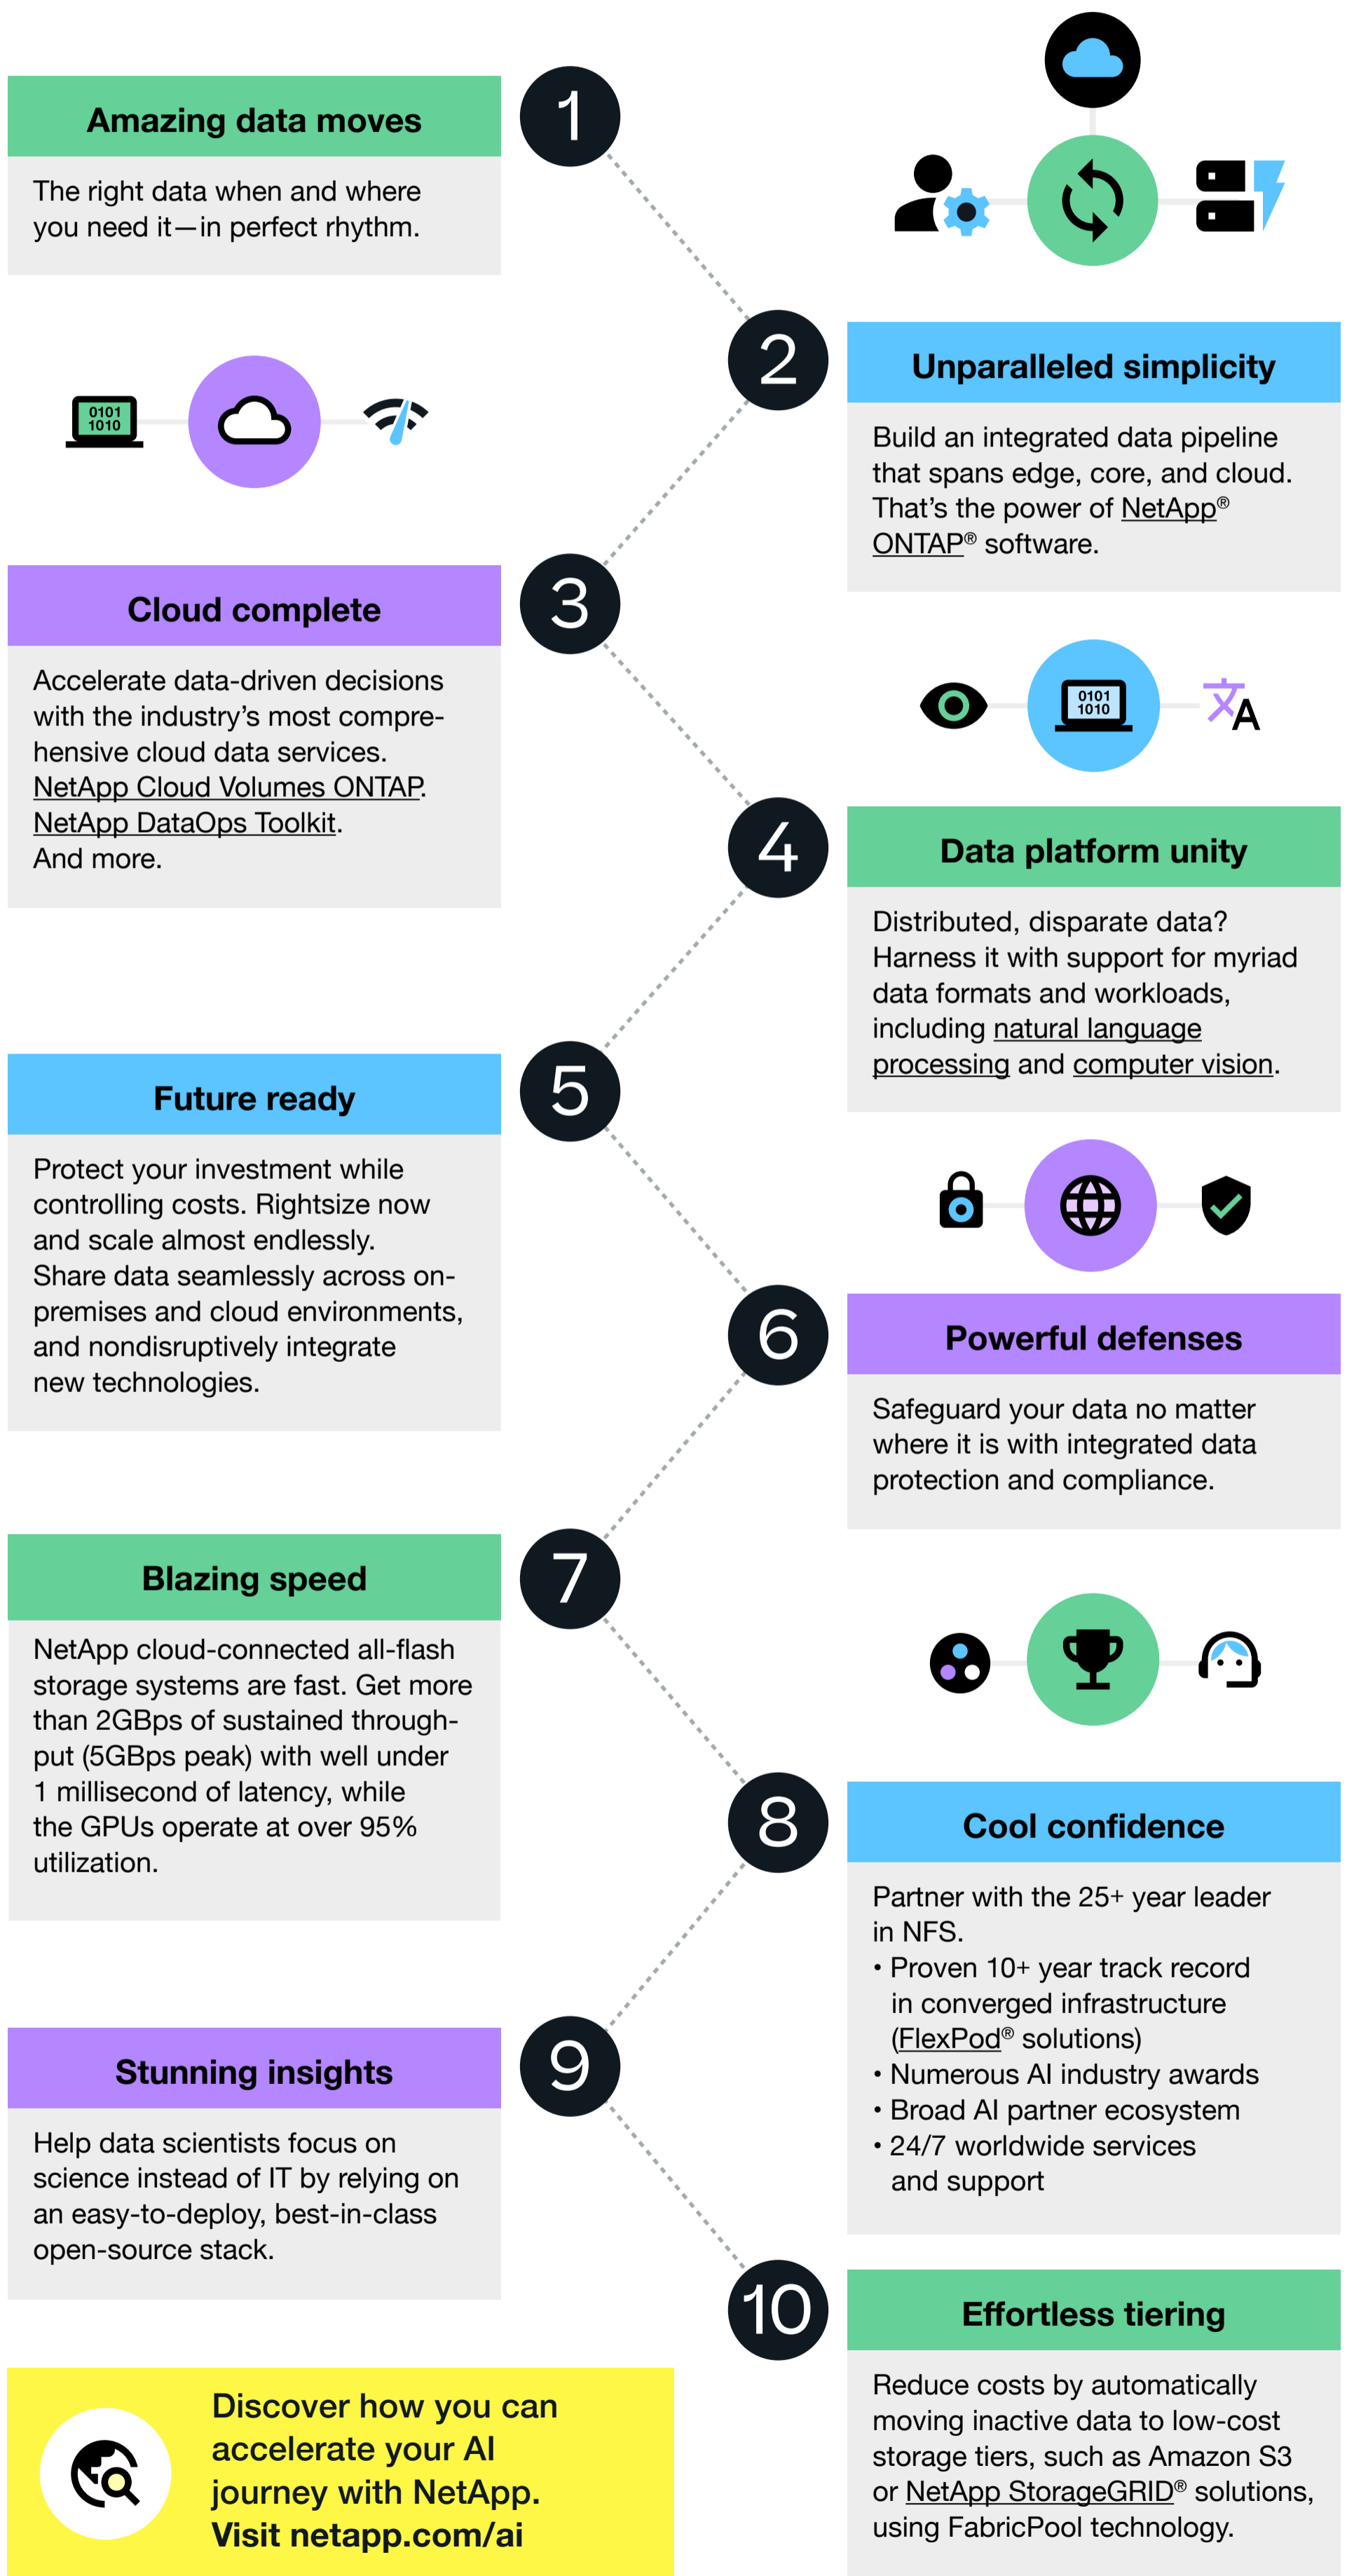 1
Amazing data moves
The right data when and where
you need it—in perfect rhythm.
2
Unparalleled simplicity
Build an integrated data pipeline
that spans edge, core, and cloud.
That's the power of NetApp®
ONTAP® software.
0101
1010
3
Cloud complete
Accelerate data-driven decisions
with the industry's most compre-
hensive cloud data services.
NetApp Cloud Volumes ONTAP.
NetApp DataOps Toolkit.
And more.
0101
1010
文A
4
Data platform unity
Distributed, disparate data?
Harness it with support for myriad
data formats and workloads,
including natural language
processing and computer vision.
5
Future ready
Protect your investment while
controlling costs. Rightsize now
and scale almost endlessly.
Share data seamlessly across on-
premises and cloud environments,
and nondisruptively integrate
new technologies.
6
Powerful defenses
Safeguard your data no matter
where it is with integrated data
protection and compliance.
7
Blazing speed
NetApp cloud-connected all-flash
storage systems are fast. Get more
than 2GBps of sustained through-
put (5GBps peak) with well under
1 millisecond of latency, while
the GPUs operate at over 95%
utilization.
8
Cool confidence
Partner with the 25+ year leader
in NFS.
• Proven 10+ year track record
in converged infrastructure
(FlexPod® solutions)
• Numerous AI industry awards
• Broad AI partner ecosystem
• 24/7 worldwide services
and support
9
Stunning insights
Help data scientists focus on
science instead of IT by relying on
an easy-to-deploy, best-in-class
open-source stack.
10
Effortless tiering
Reduce costs by automatically
moving inactive data to low-cost
storage tiers, such as Amazon S3
or NetApp StorageGRID® solutions,
using FabricPool technology.
Discover how you can
accelerate your AI
journey with NetApp.
Visit netapp.com/ai